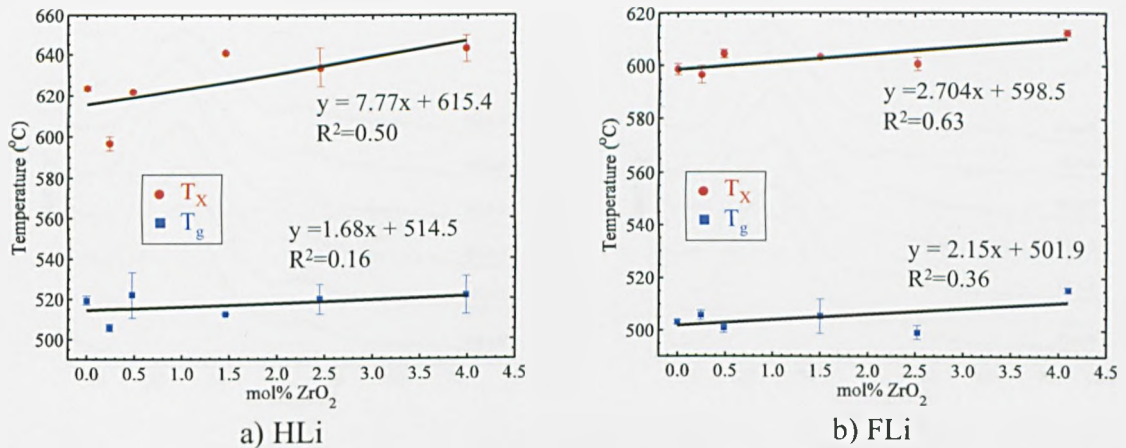 660
640
620
600
580
560
540
520
500
Temperature (°C)
y = 7.77x + 615.4
R²=0.50
T_X
T_g
y =1.68x + 514.5
R²=0.16
0.0 0.5 1.0 1.5 2.0 2.5 3.0 3.5 4.0 4.5
mol% ZrO₂
a) HLi
620
600
580
560
540
520
500
Temperature (°C)
y =2.704x + 598.5
R²=0.63
T_X
T_g
y = 2.15x + 501.9
R²=0.36
0.0 0.5 1.0 1.5 2.0 2.5 3.0 3.5 4.0 4.5
mol% ZrO₂
b) FLi